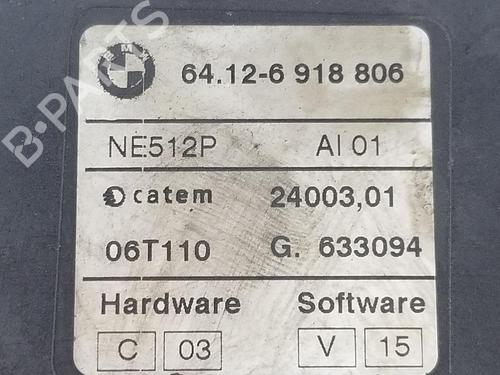 BMW
64.12-6 918 806
NE512P AI 01
catem 24003,01
06T110 G. 633094
Hardware Software
C 03 V 15
B-PARTS